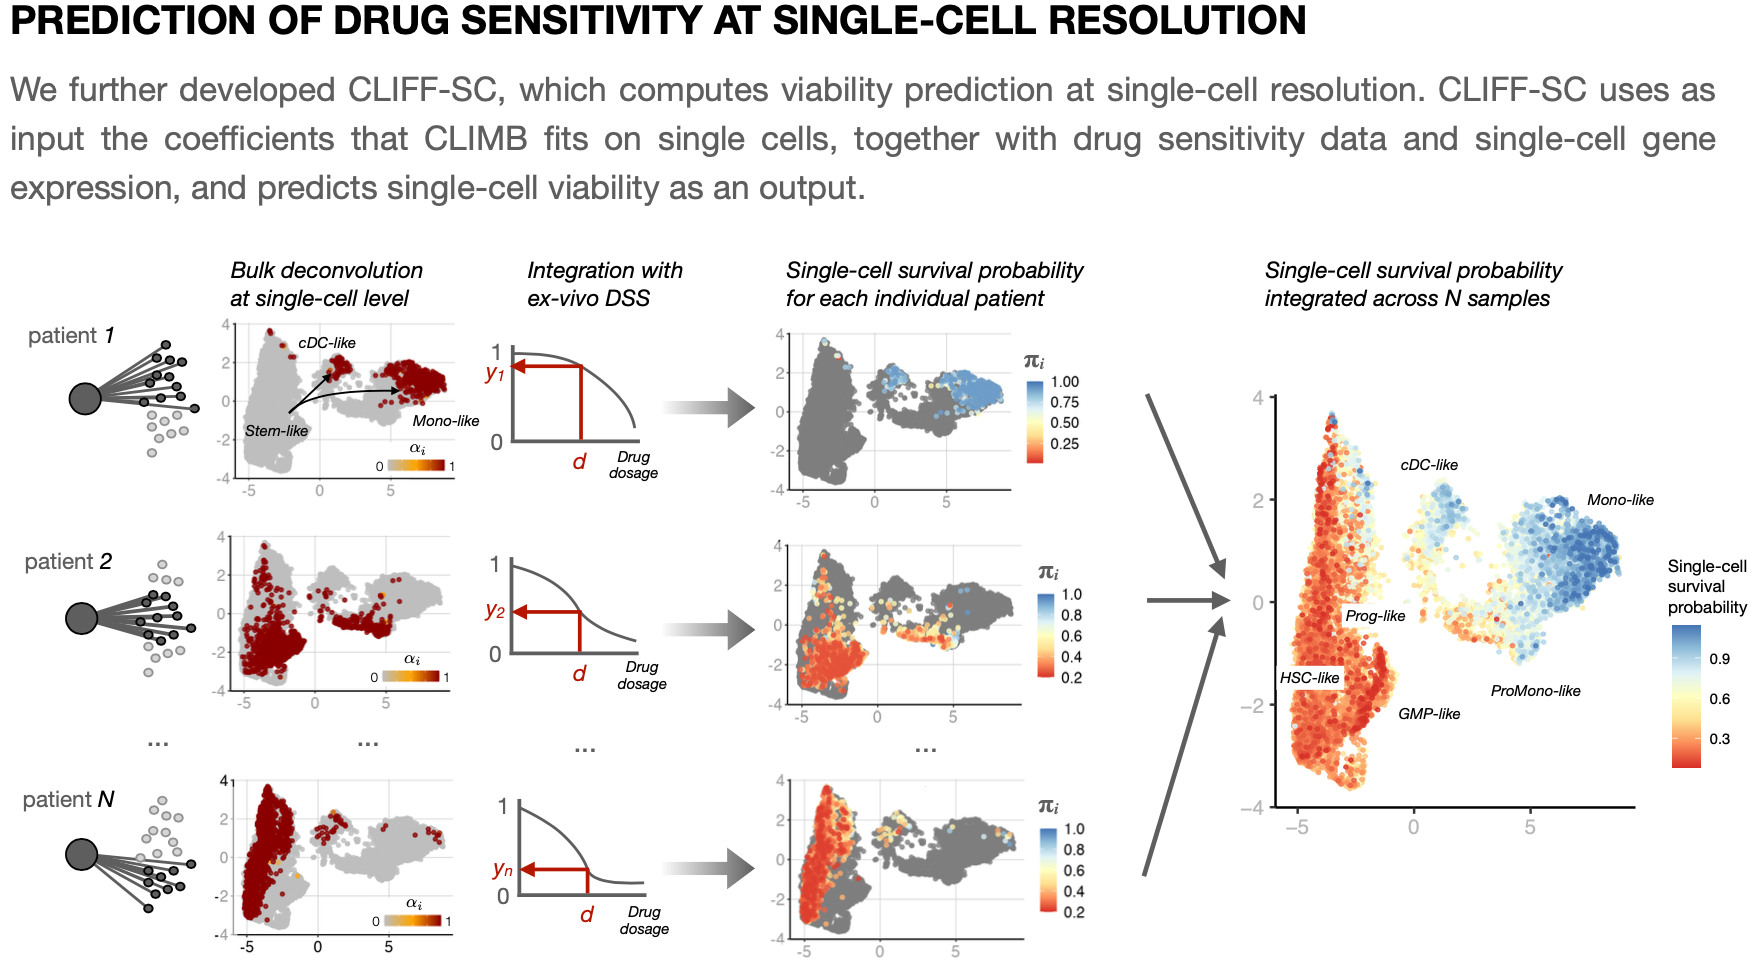 PREDICTION OF DRUG SENSITIVITY AT SINGLE-CELL RESOLUTION
We further developed CLIFF-SC, which computes viability prediction at single-cell resolution. CLIFF-SC uses as
input the coefficients that CLIMB fits on single cells, together with drug sensitivity data and single-cell gene
expression, and predicts single-cell viability as an output.
Bulk deconvolution
at single-cell level
Integration with
ex-vivo DSS
Single-cell survival probability
for each individual patient
Single-cell survival probability
integrated across N samples
patient 1
4
2
0
-2
-4
-5
0
5
cDC-like
Stem-like
Mono-like
αi
0
1
1
y1
0
d
Drug
dosage
4
2
0
-2
-4
-5
0
5
πi
1.00
0.75
0.50
0.25
patient 2
4
2
0
-2
-4
-5
0
5
αi
0
1
1
y2
0
d
Drug
dosage
4
2
0
-2
-4
-5
0
5
πi
1.0
0.8
0.6
0.4
0.2
...
...
...
...
patient N
4
2
0
-2
-4
-5
0
5
αi
0
1
1
yn
0
d
Drug
dosage
4
2
0
-2
-4
-5
0
5
πi
1.0
0.8
0.6
0.4
0.2
4
2
0
−2
−4
−5
0
5
cDC-like
Mono-like
Prog-like
HSC-like
GMP-like
ProMono-like
Single-cell
survival
probability
0.9
0.6
0.3